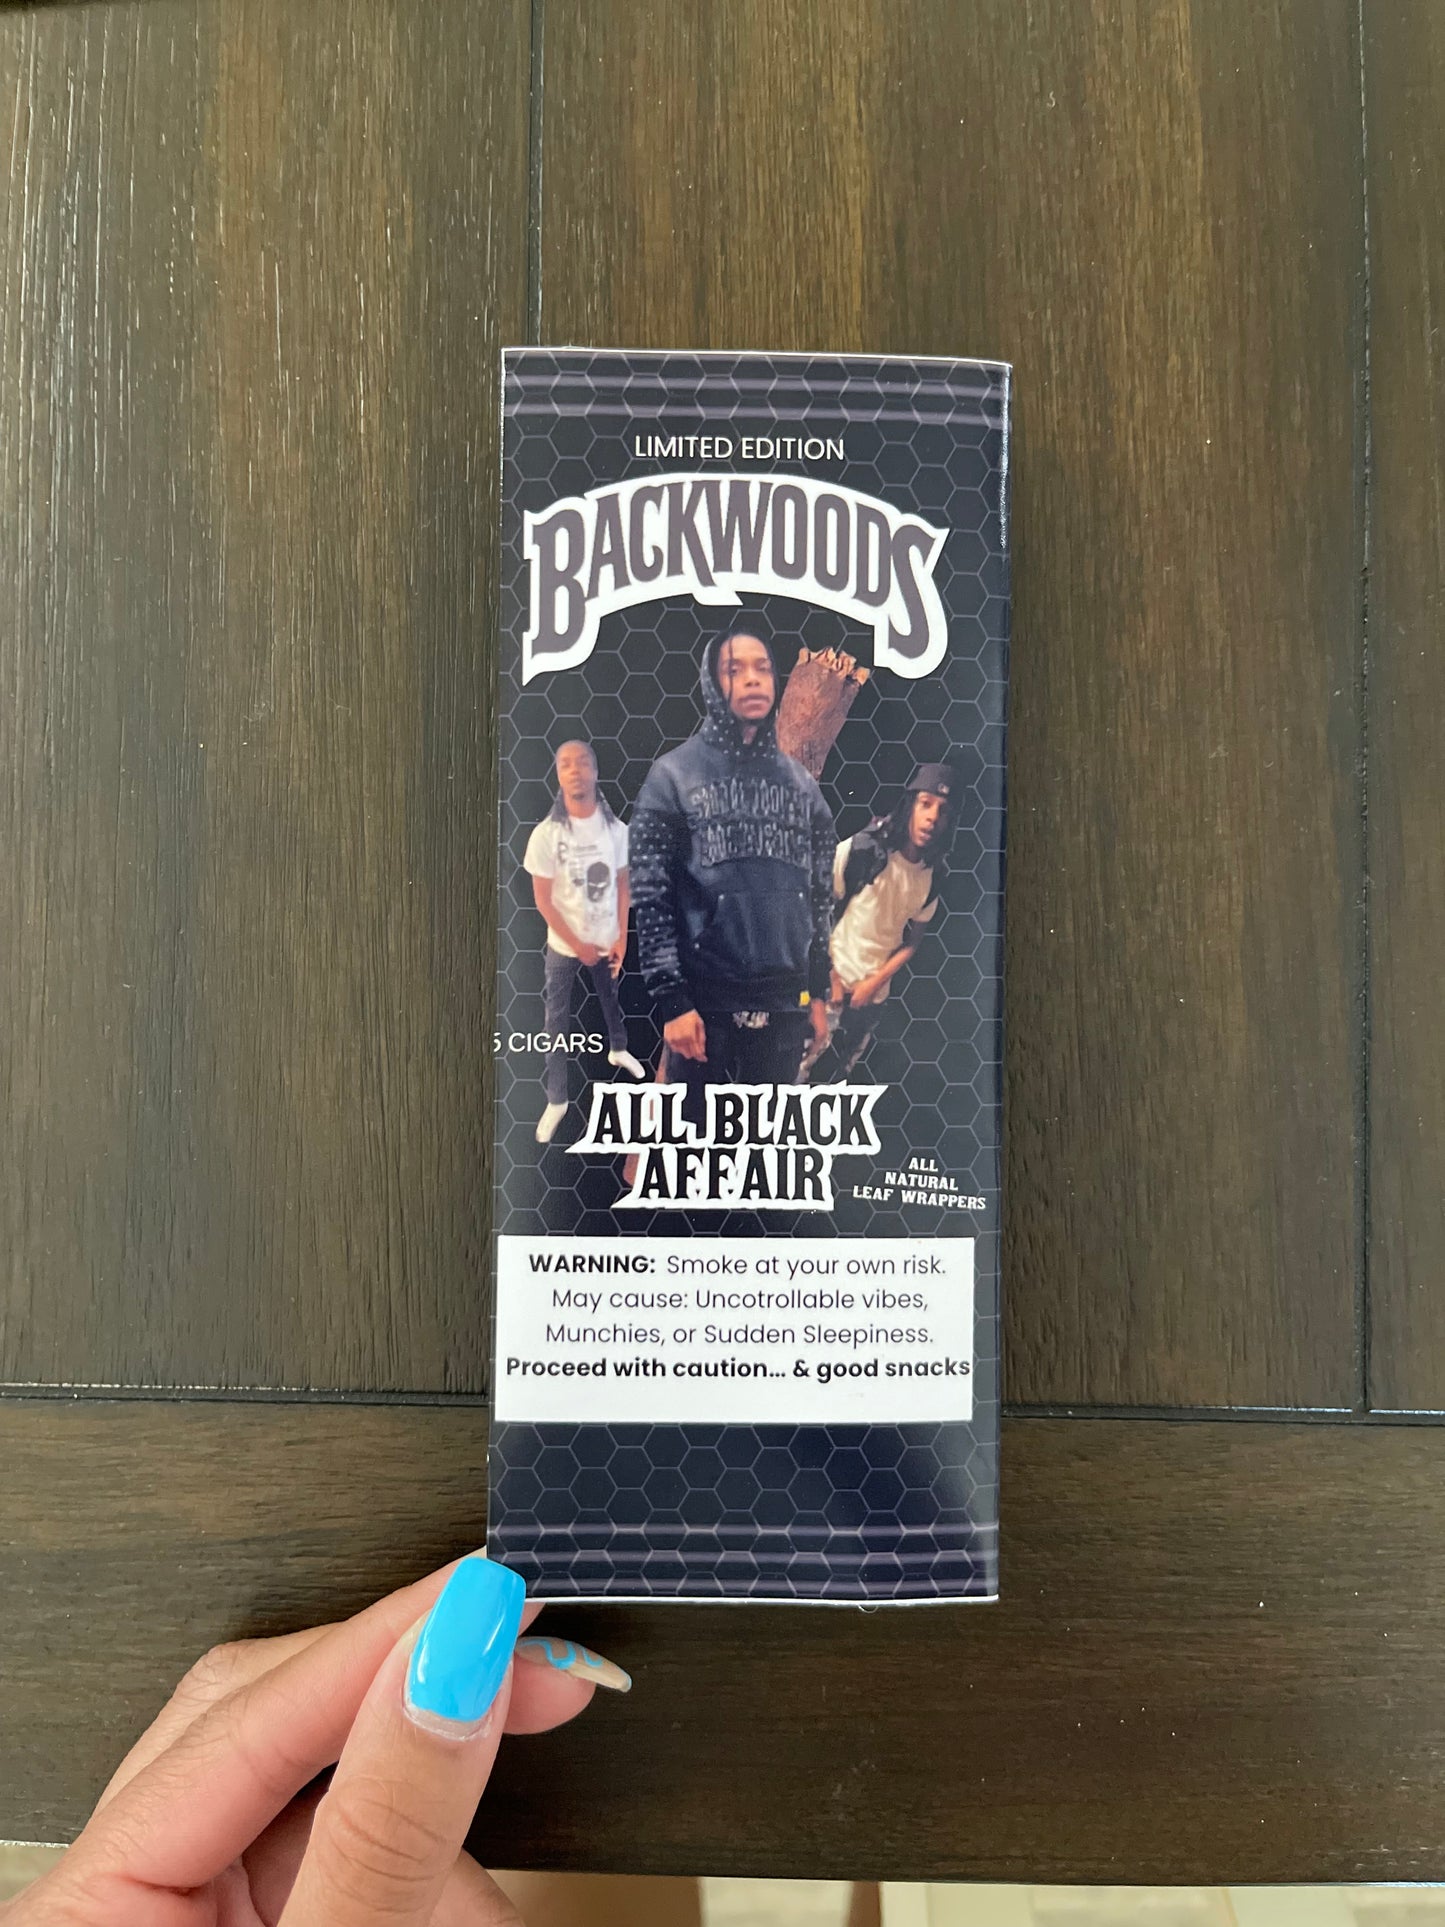 LIMITED EDITION
BACKWOODS
5 CIGARS
ALL BLACK
AFFAIR
ALL
NATURAL
LEAF WRAPPERS
WARNING: Smoke at your own risk.
May cause: Uncotrollable vibes,
Munchies, or Sudden Sleepiness.
Proceed with caution... & good snacks